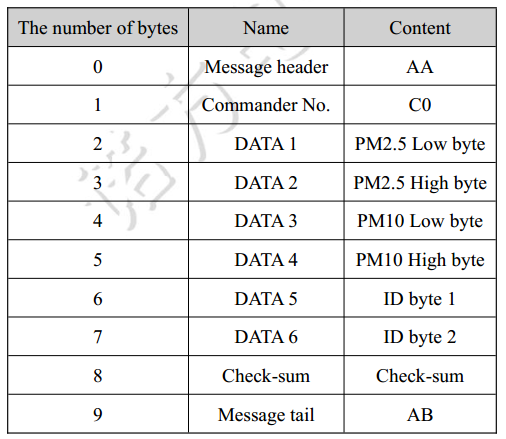 The number of bytes Name Content
0 Message header AA
1 Commander No. C0
2 DATA 1 PM2.5 Low byte
3 DATA 2 PM2.5 High byte
4 DATA 3 PM10 Low byte
5 DATA 4 PM10 High byte
6 DATA 5 ID byte 1
7 DATA 6 ID byte 2
8 Check-sum Check-sum
9 Message tail AB